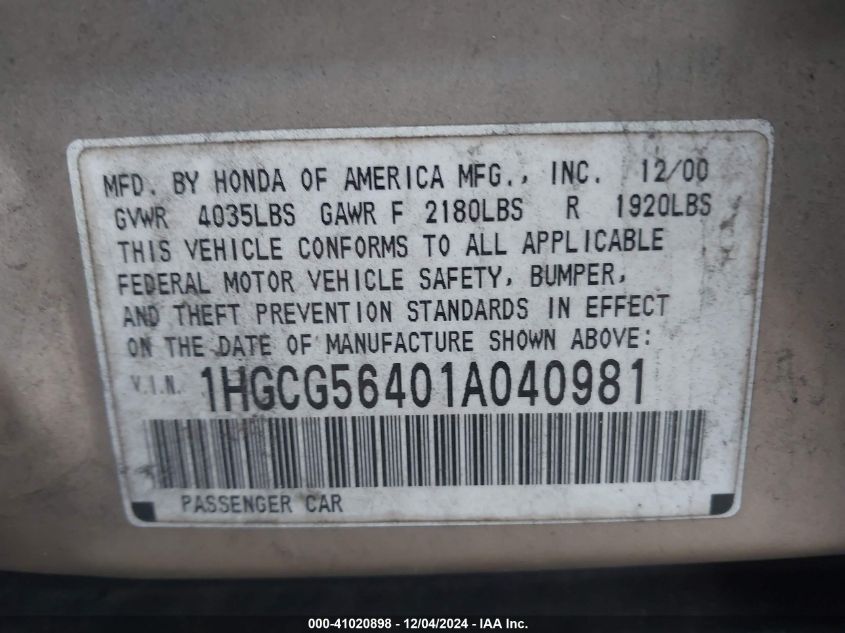 MFD. BY HONDA OF AMERICA MFG., INC. 12/00
GVWR 4035LBS GAWR F 2180LBS R 1920LBS
THIS VEHICLE CONFORMS TO ALL APPLICABLE
FEDERAL MOTOR VEHICLE SAFETY, BUMPER,
AND THEFT PREVENTION STANDARDS IN EFFECT
ON THE DATE OF MANUFACTURE SHOWN ABOVE:
V.I.N. 1HGCG56401A040981
PASSENGER CAR
000-41020898 - 12/04/2024 - IAA Inc.